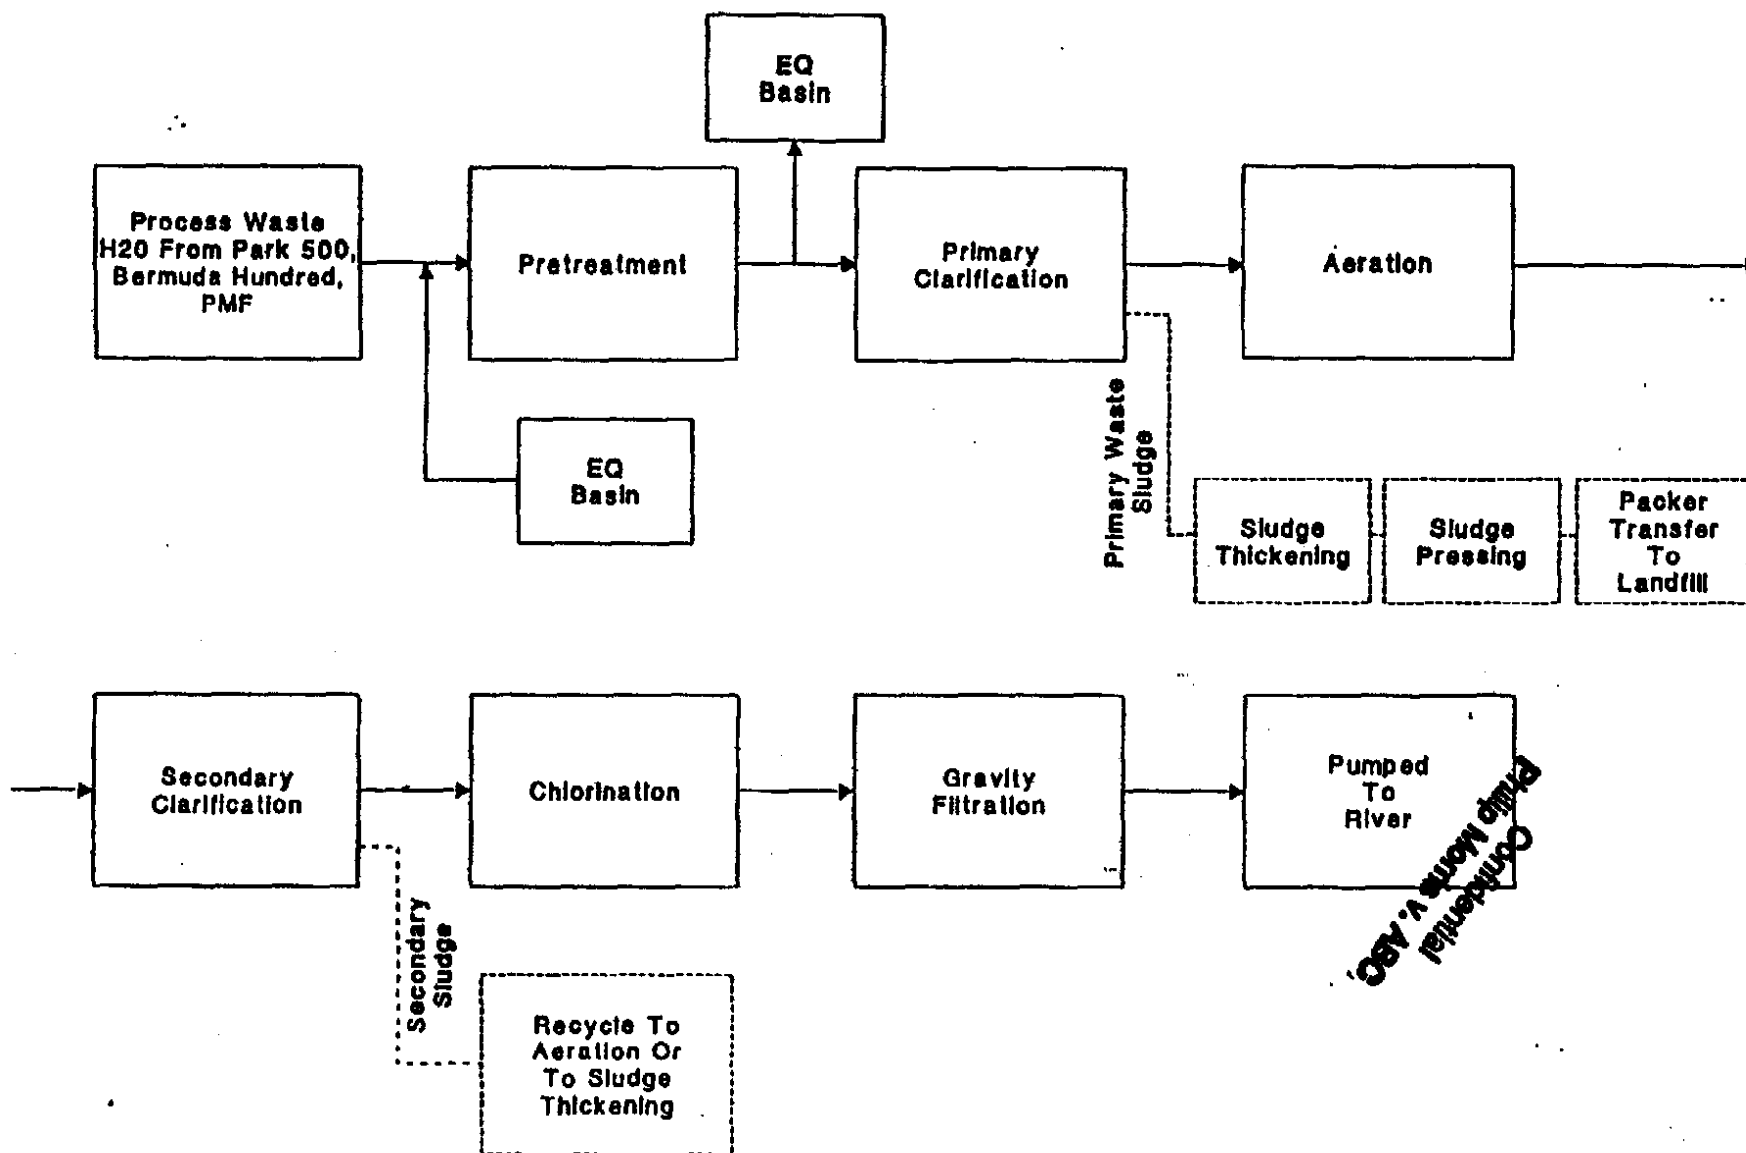 EQ
Basin
Process Waste
H20 From Park 500,
Bermuda Hundred,
PMF
Pretreatment
Primary
Clarification
Aeration
EQ
Basin
Primary Waste
Sludge
Sludge
Thickening
Sludge
Pressing
Packer
Transfer
To
Landfill
Secondary
Clarification
Chlorination
Gravity
Filtration
Pumped
To
River
Secondary
Sludge
Recycle To
Aeration Or
To Sludge
Thickening
Confidential
Philip Morris v. ABC,